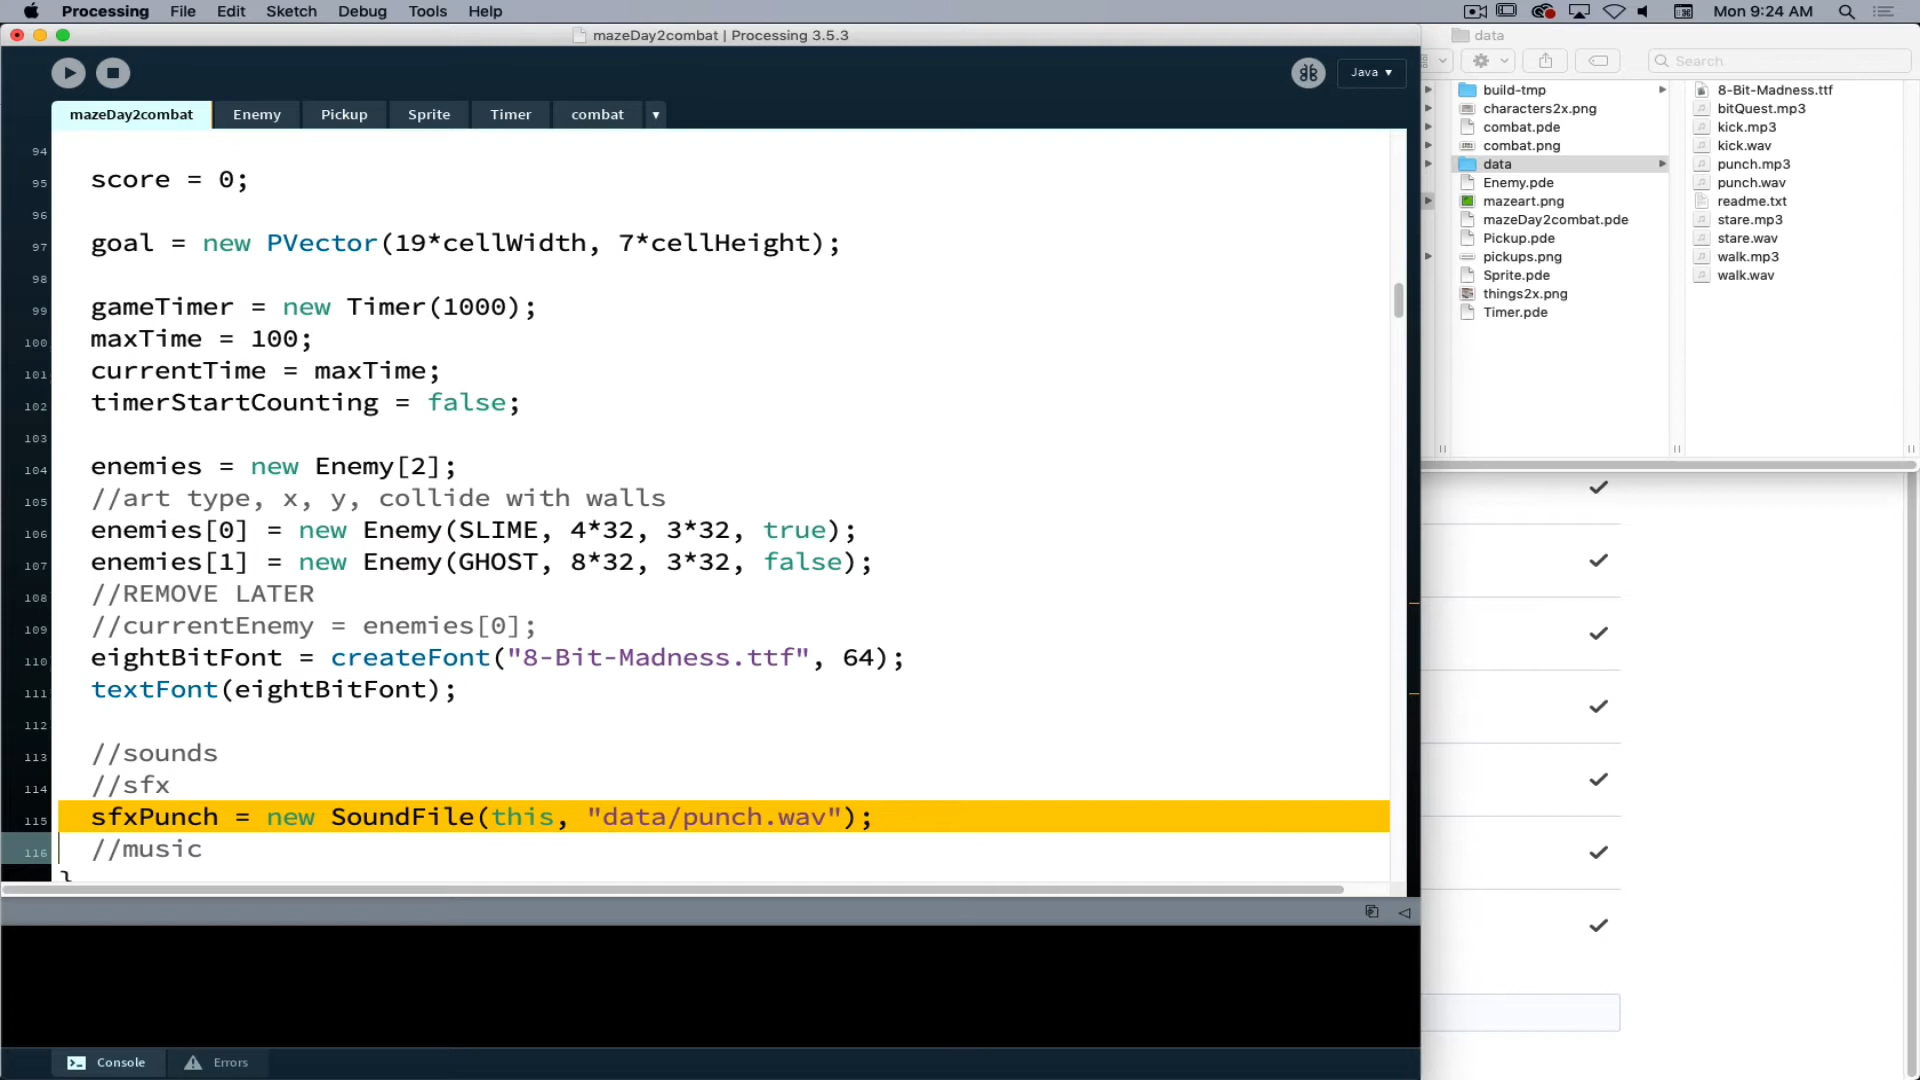 Processing File Edit Sketch Debug Tools Help Mon 9:24 AM
mazeDay2combat | Processing 3.5.3
data
Java ▾
Search
mazeDay2combat Enemy Pickup Sprite Timer combat ▾
94
95 score = 0;
96
97 goal = new PVector(19*cellWidth, 7*cellHeight);
98
99 gameTimer = new Timer(1000);
100 maxTime = 100;
101 currentTime = maxTime;
102 timerStartCounting = false;
103
104 enemies = new Enemy[2];
105 //art type, x, y, collide with walls
106 enemies[0] = new Enemy(SLIME, 4*32, 3*32, true);
107 enemies[1] = new Enemy(GHOST, 8*32, 3*32, false);
108 //REMOVE LATER
109 //currentEnemy = enemies[0];
110 eightBitFont = createFont("8-Bit-Madness.ttf", 64);
111 textFont(eightBitFont);
112
113 //sounds
114 //sfx
115 sfxPunch = new SoundFile(this, "data/punch.wav");
116 //music
}
Console Errors
build-tmp
characters2x.png
combat.pde
combat.png
data
Enemy.pde
mazeart.png
mazeDay2combat.pde
Pickup.pde
pickups.png
Sprite.pde
things2x.png
Timer.pde
8-Bit-Madness.ttf
bitQuest.mp3
kick.mp3
kick.wav
punch.mp3
punch.wav
readme.txt
stare.mp3
stare.wav
walk.mp3
walk.wav